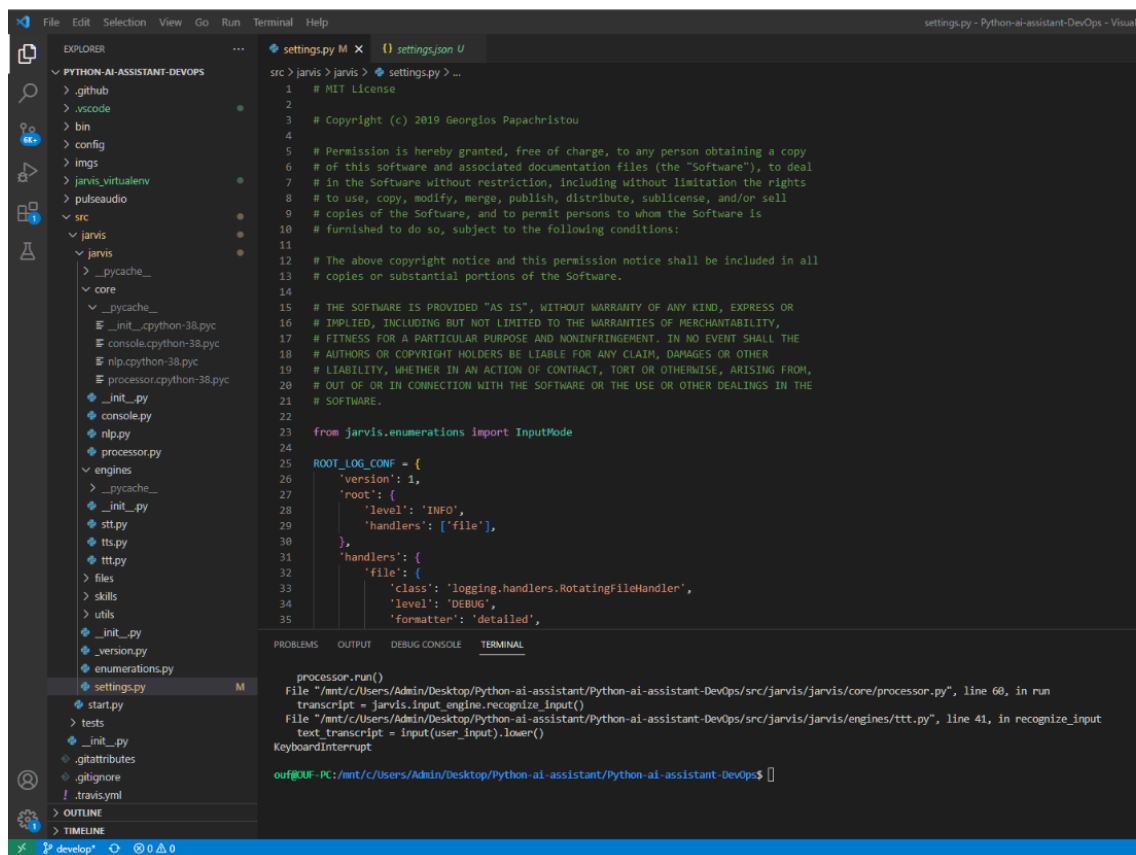 File Edit Selection View Go Run Terminal Help
settings.py - Python-ai-assistant-DevOps - Visual
EXPLORER
PYTHON-AI-ASSISTANT-DEVOPS
.github
.vscode
bin
config
imgs
jarvis_virtualenv
pulseaudio
src
jarvis
jarvis
__pycache__
core
__pycache__
__init__.cpython-38.pyc
console.cpython-38.pyc
nlp.cpython-38.pyc
processor.cpython-38.pyc
__init__.py
console.py
nlp.py
processor.py
engines
__pycache__
__init__.py
stt.py
tts.py
ttt.py
files
skills
utils
__init__.py
_version.py
enumerations.py
settings.py M
start.py
tests
__init__.py
.gitattributes
.gitignore
.travis.yml
OUTLINE
TIMELINE
6K+
1
1
settings.py M
{} settings.json U
src > jarvis > jarvis > settings.py > ...
1 # MIT License
2
3 # Copyright (c) 2019 Georgios Papachristou
4
5 # Permission is hereby granted, free of charge, to any person obtaining a copy
6 # of this software and associated documentation files (the "Software"), to deal
7 # in the Software without restriction, including without limitation the rights
8 # to use, copy, modify, merge, publish, distribute, sublicense, and/or sell
9 # copies of the Software, and to permit persons to whom the Software is
10 # furnished to do so, subject to the following conditions:
11
12 # The above copyright notice and this permission notice shall be included in all
13 # copies or substantial portions of the Software.
14
15 # THE SOFTWARE IS PROVIDED "AS IS", WITHOUT WARRANTY OF ANY KIND, EXPRESS OR
16 # IMPLIED, INCLUDING BUT NOT LIMITED TO THE WARRANTIES OF MERCHANTABILITY,
17 # FITNESS FOR A PARTICULAR PURPOSE AND NONINFRINGEMENT. IN NO EVENT SHALL THE
18 # AUTHORS OR COPYRIGHT HOLDERS BE LIABLE FOR ANY CLAIM, DAMAGES OR OTHER
19 # LIABILITY, WHETHER IN AN ACTION OF CONTRACT, TORT OR OTHERWISE, ARISING FROM,
20 # OUT OF OR IN CONNECTION WITH THE SOFTWARE OR THE USE OR OTHER DEALINGS IN THE
21 # SOFTWARE.
22
23 from jarvis.enumerations import InputMode
24
25 ROOT_LOG_CONF = {
26 'version': 1,
27 'root': {
28 'level': 'INFO',
29 'handlers': ['file'],
30 },
31 'handlers': {
32 'file': {
33 'class': 'logging.handlers.RotatingFileHandler',
34 'level': 'DEBUG',
35 'formatter': 'detailed',
PROBLEMS OUTPUT DEBUG CONSOLE TERMINAL
processor.run()
File "/mnt/c/Users/Admin/Desktop/Python-ai-assistant/Python-ai-assistant-DevOps/src/jarvis/jarvis/core/processor.py", line 60, in run
transcript = jarvis.input_engine.recognize_input()
File "/mnt/c/Users/Admin/Desktop/Python-ai-assistant/Python-ai-assistant-DevOps/src/jarvis/jarvis/engines/ttt.py", line 41, in recognize_input
text_transcript = input(user_input).lower()
KeyboardInterrupt
ouf@OUF-PC:/mnt/c/Users/Admin/Desktop/Python-ai-assistant/Python-ai-assistant-DevOps$
develop* 0 0